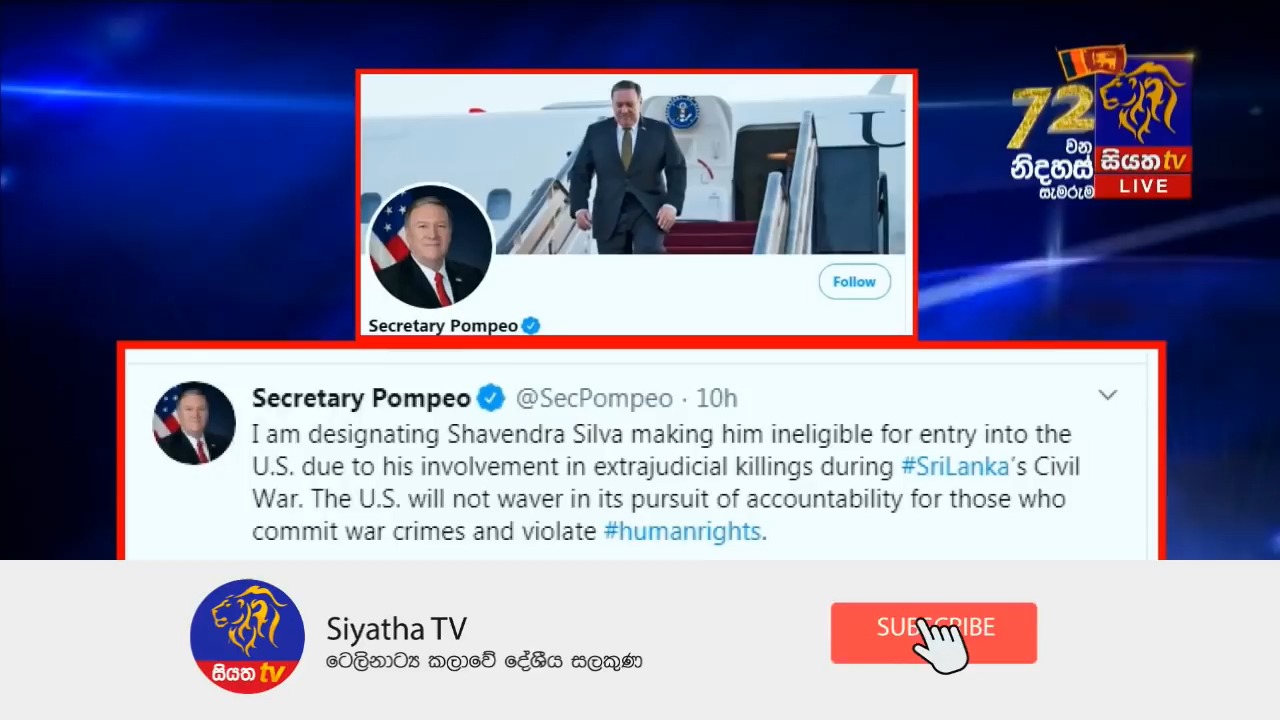 72
වන
නිදහස්
සැමරුම
සියත tv
LIVE
U
Follow
Secretary Pompeo
Secretary Pompeo @SecPompeo · 10h
I am designating Shavendra Silva making him ineligible for entry into the
U.S. due to his involvement in extrajudicial killings during #SriLanka's Civil
War. The U.S. will not waver in its pursuit of accountability for those who
commit war crimes and violate #humanrights.
සියත tv
Siyatha TV
ටෙලිනාට්‍ය කලාවේ දේශීය සලකුණ
SUBSCRIBE